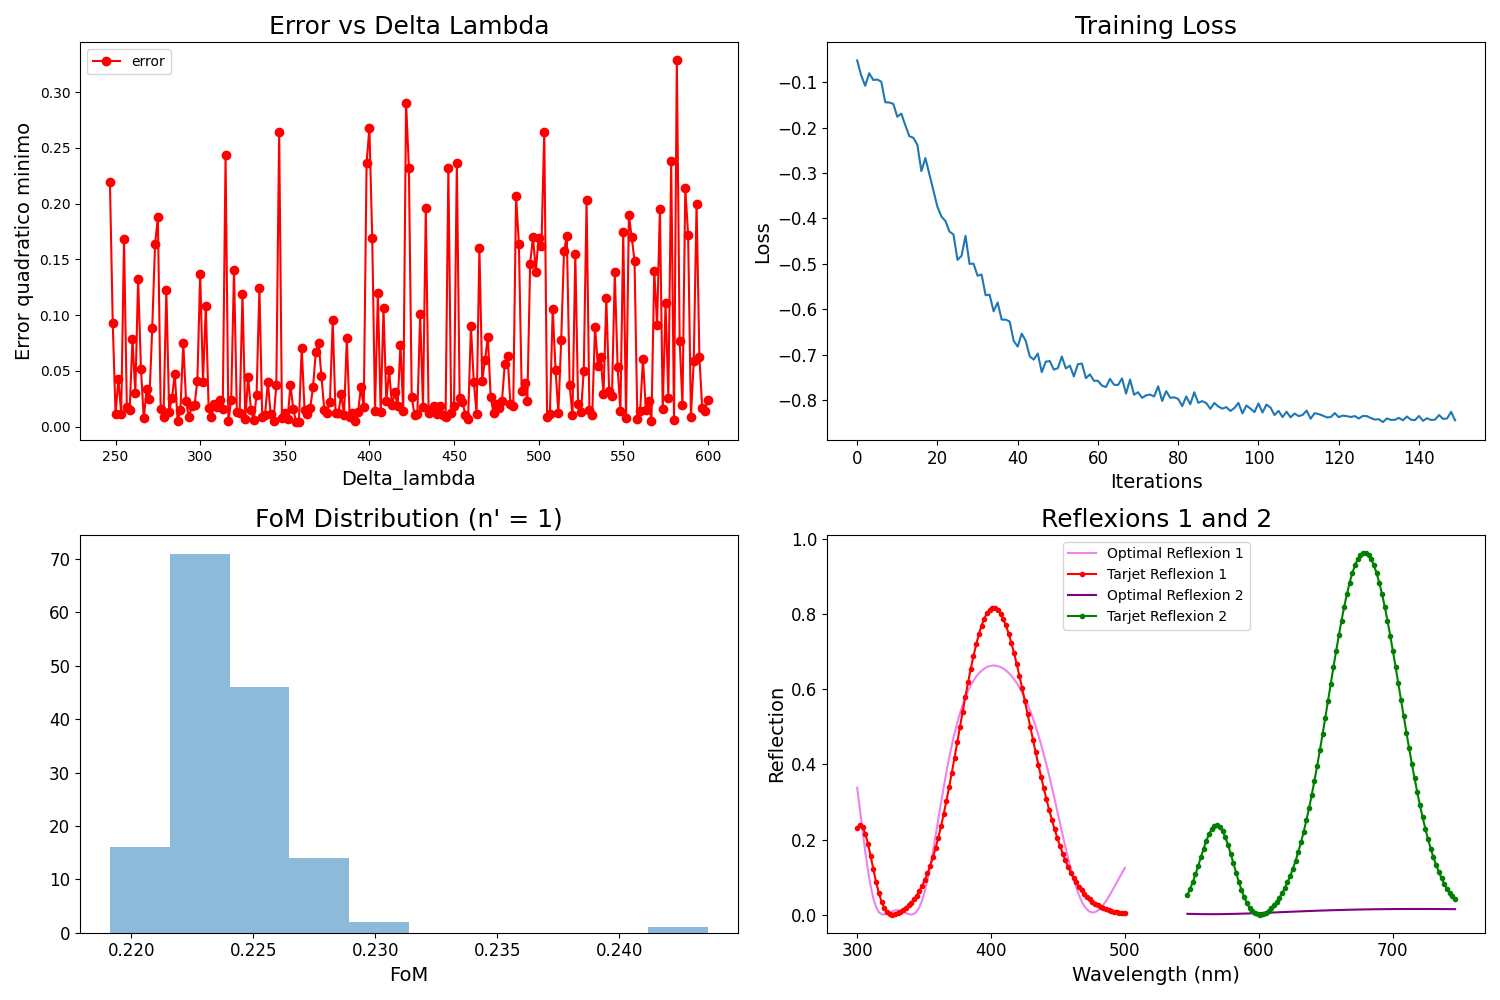 Error vs Delta Lambda
error
Error quadratico minimo
0.30
0.25
0.20
0.15
0.10
0.05
0.00
250 300 350 400 450 500 550 600
Delta_lambda
Training Loss
Loss
−0.1
−0.2
−0.3
−0.4
−0.5
−0.6
−0.7
−0.8
0 20 40 60 80 100 120 140
Iterations
FoM Distribution (n' = 1)
70
60
50
40
30
20
10
0
0.220 0.225 0.230 0.235 0.240
FoM
Reflexions 1 and 2
Optimal Reflexion 1
Tarjet Reflexion 1
Optimal Reflexion 2
Tarjet Reflexion 2
Reflection
1.0
0.8
0.6
0.4
0.2
0.0
300 400 500 600 700
Wavelength (nm)